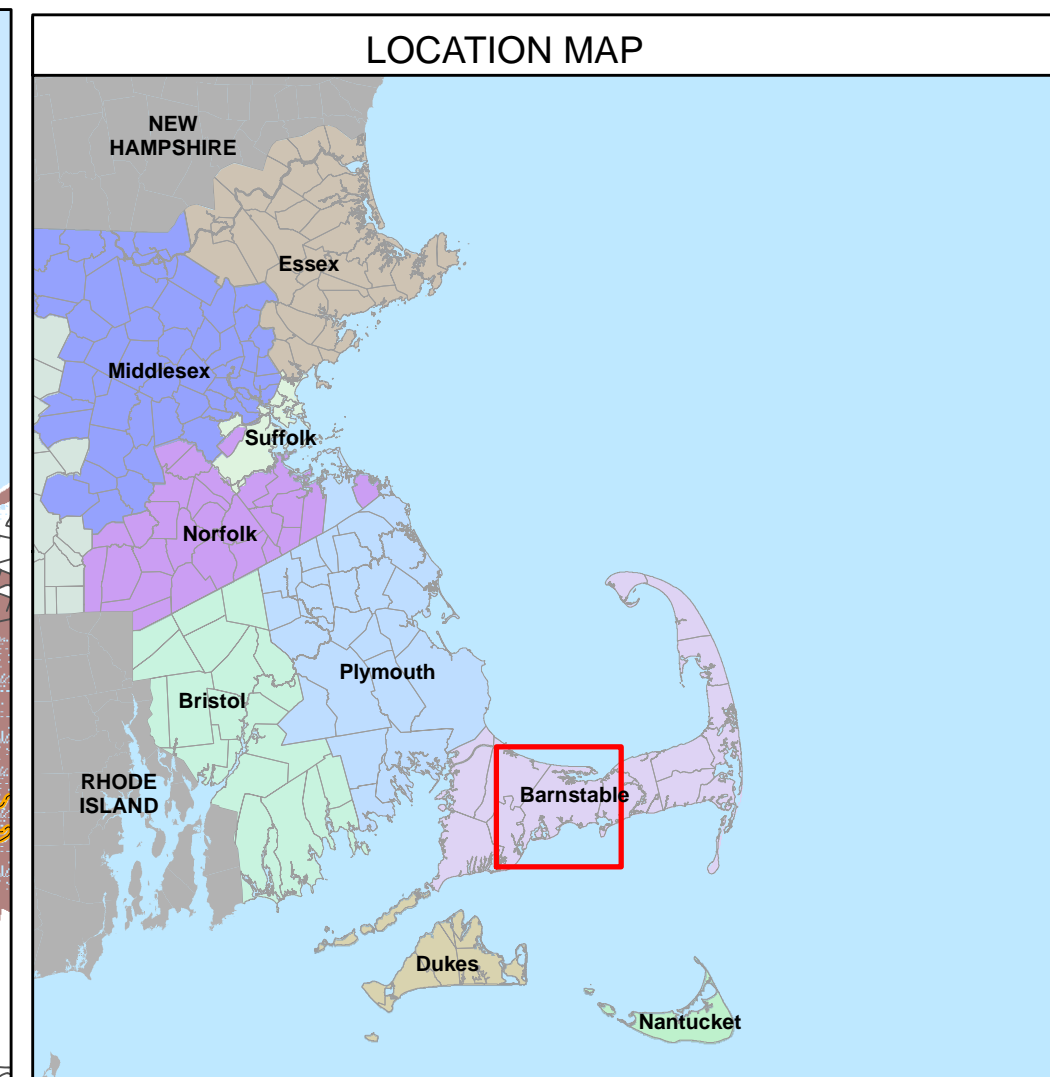 LOCATION MAP
NEW
HAMPSHIRE
Essex
Middlesex
Suffolk
Norfolk
Plymouth
Bristol
RHODE
ISLAND
Barnstable
Dukes
Nantucket